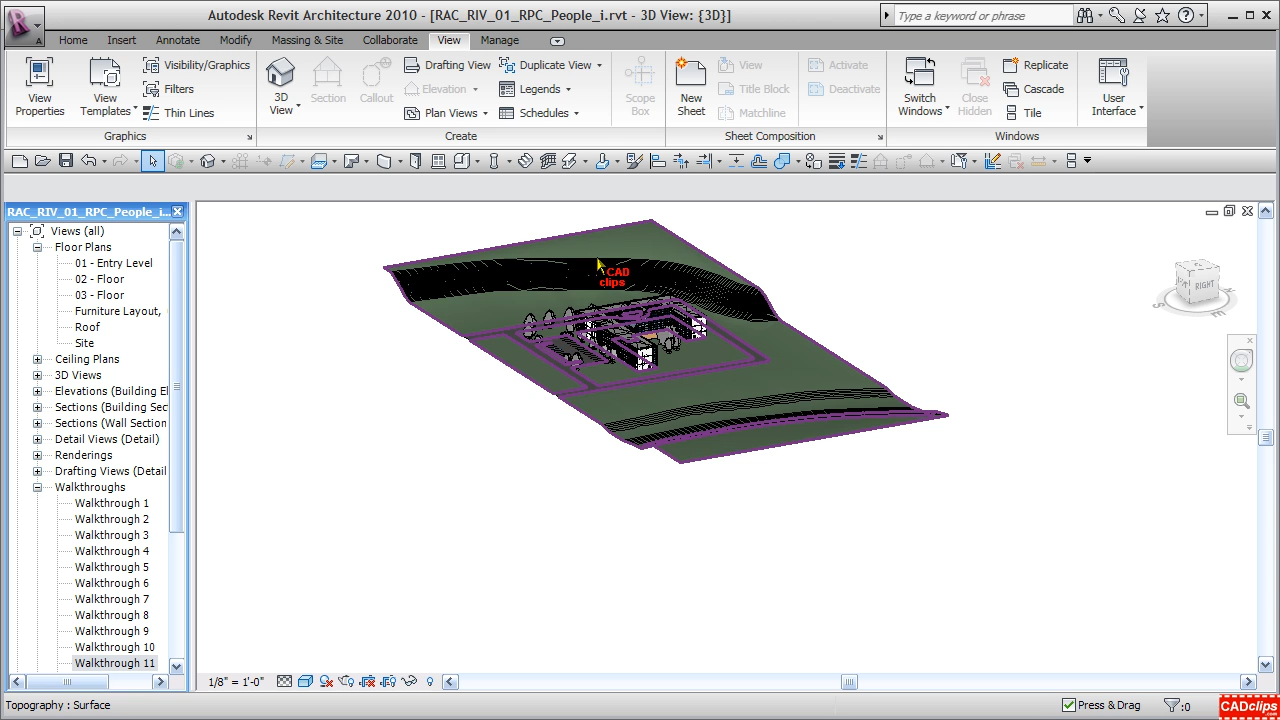 Autodesk Revit Architecture 2010 - [RAC_RIV_01_RPC_People_i.rvt - 3D View: {3D}]
Type a keyword or phrase
Home Insert Annotate Modify Massing & Site Collaborate View Manage
View Properties
View Templates
Visibility/Graphics
Filters
Thin Lines
3D View
Section
Callout
Drafting View
Elevation
Plan Views
Duplicate View
Legends
Schedules
Scope Box
New Sheet
View
Title Block
Matchline
Activate
Deactivate
Switch Windows
Close Hidden
Replicate
Cascade
Tile
User Interface
Graphics Create Sheet Composition Windows
RAC_RIV_01_RPC_People_i...
Views (all)
Floor Plans
01 - Entry Level
02 - Floor
03 - Floor
Furniture Layout,
Roof
Site
Ceiling Plans
3D Views
Elevations (Building El
Sections (Building Sec
Sections (Wall Section
Detail Views (Detail)
Renderings
Drafting Views (Detail
Walkthroughs
Walkthrough 1
Walkthrough 2
Walkthrough 3
Walkthrough 4
Walkthrough 5
Walkthrough 6
Walkthrough 7
Walkthrough 8
Walkthrough 9
Walkthrough 10
Walkthrough 11
CAD
clips
RIGHT
S
E
1/8" = 1'-0"
Topography : Surface
Press & Drag
:0
CADclips
.com